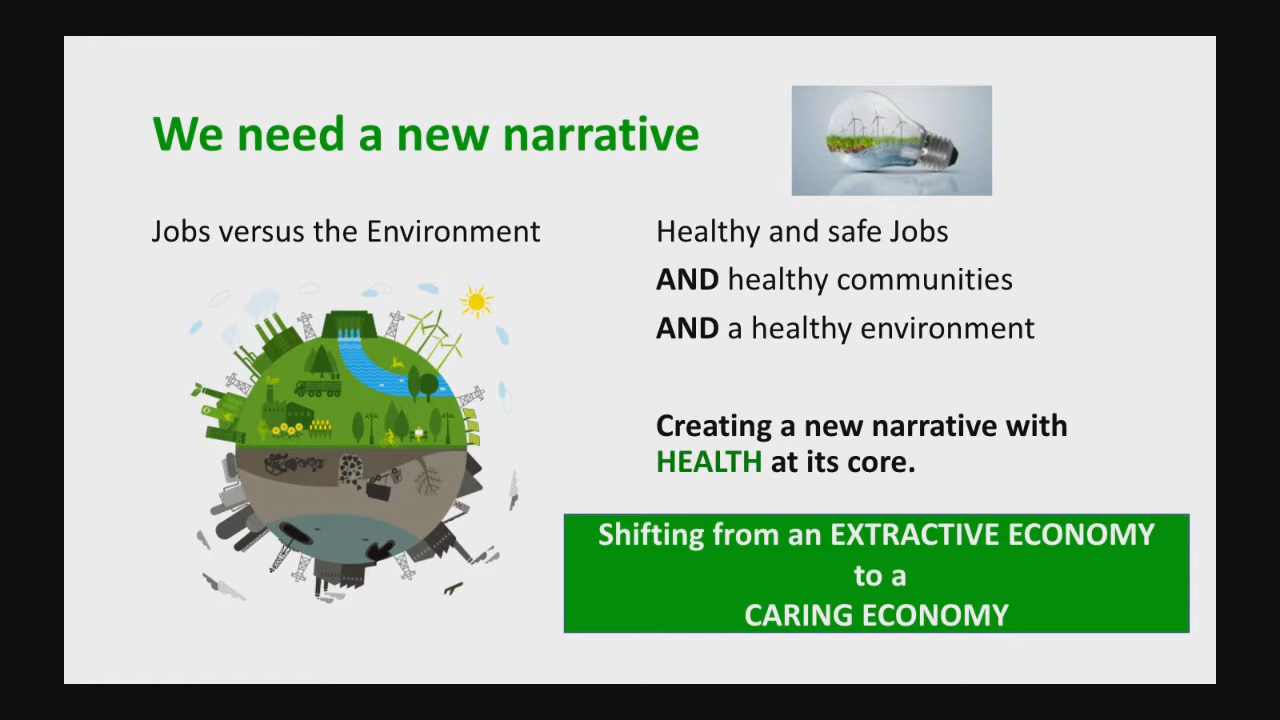 We need a new narrative
Jobs versus the Environment
Healthy and safe Jobs
AND healthy communities
AND a healthy environment
Creating a new narrative with
HEALTH at its core.
Shifting from an EXTRACTIVE ECONOMY
to a
CARING ECONOMY